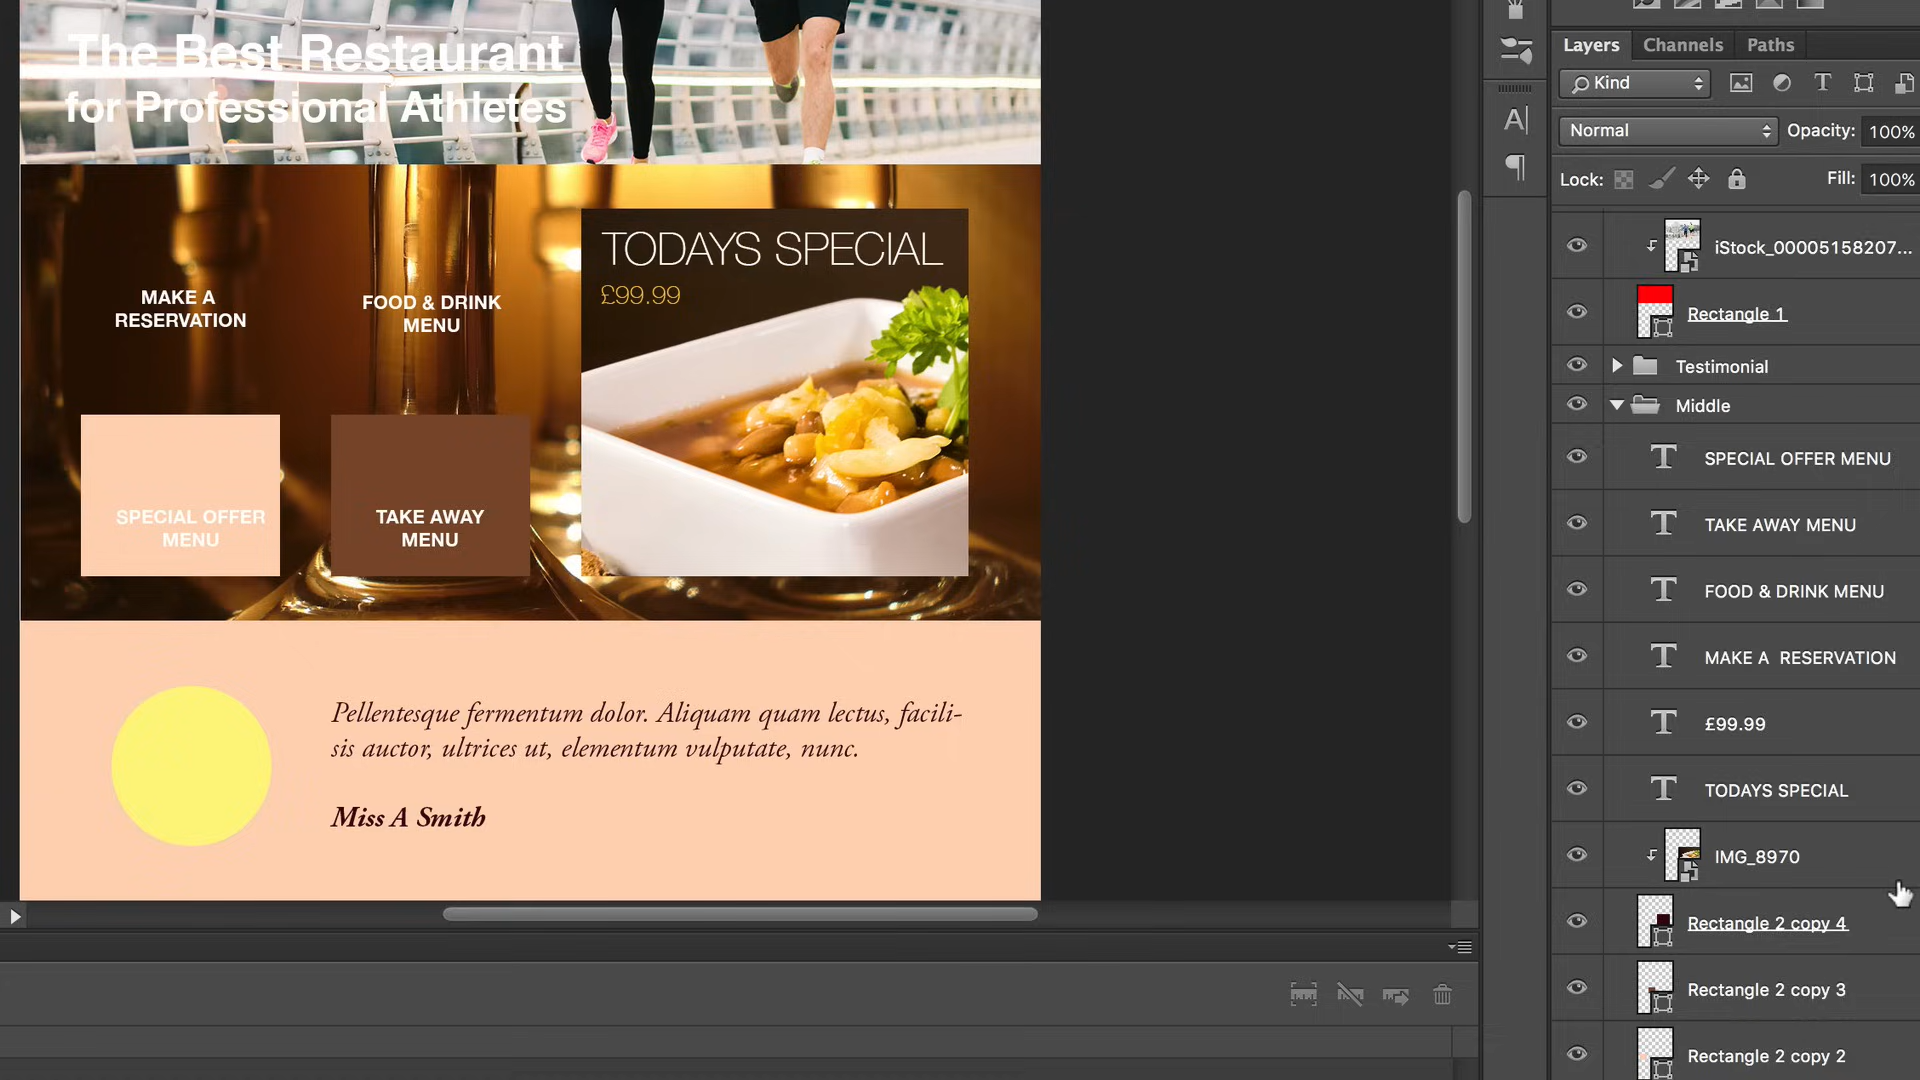 The Best Restaurant
for Professional Athletes
MAKE A
RESERVATION
FOOD & DRINK
MENU
TODAYS SPECIAL
£99.99
SPECIAL OFFER
MENU
TAKE AWAY
MENU
Pellentesque fermentum dolor. Aliquam quam lectus, facili-
sis auctor, ultrices ut, elementum vulputate, nunc.
Miss A Smith
Layers Channels Paths
Kind
Normal Opacity: 100%
Lock: Fill: 100%
iStock_00005158207...
Rectangle 1
Testimonial
Middle
SPECIAL OFFER MENU
TAKE AWAY MENU
FOOD & DRINK MENU
MAKE A  RESERVATION
£99.99
TODAYS SPECIAL
IMG_8970
Rectangle 2 copy 4
Rectangle 2 copy 3
Rectangle 2 copy 2